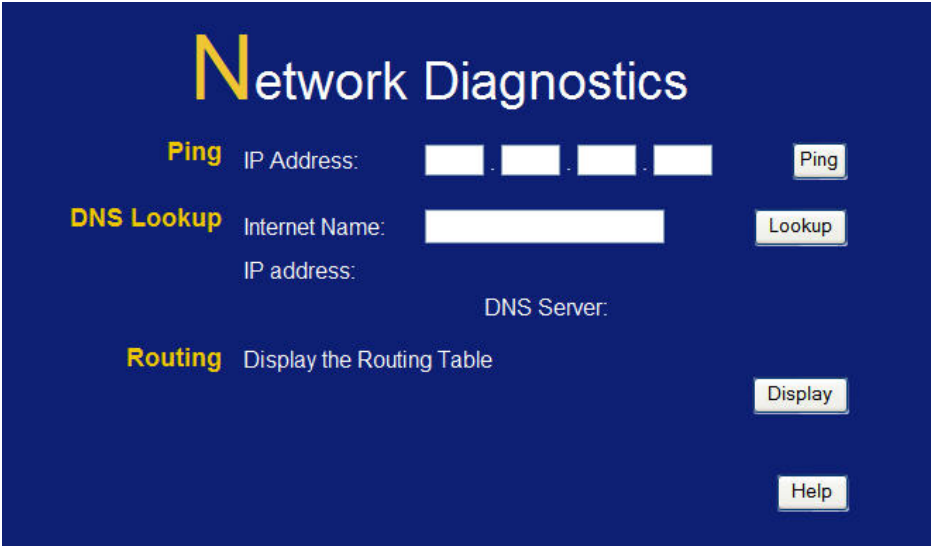 Network Diagnostics
Ping IP Address: . . . Ping
DNS Lookup Internet Name: Lookup
IP address:
DNS Server:
Routing Display the Routing Table
Display
Help